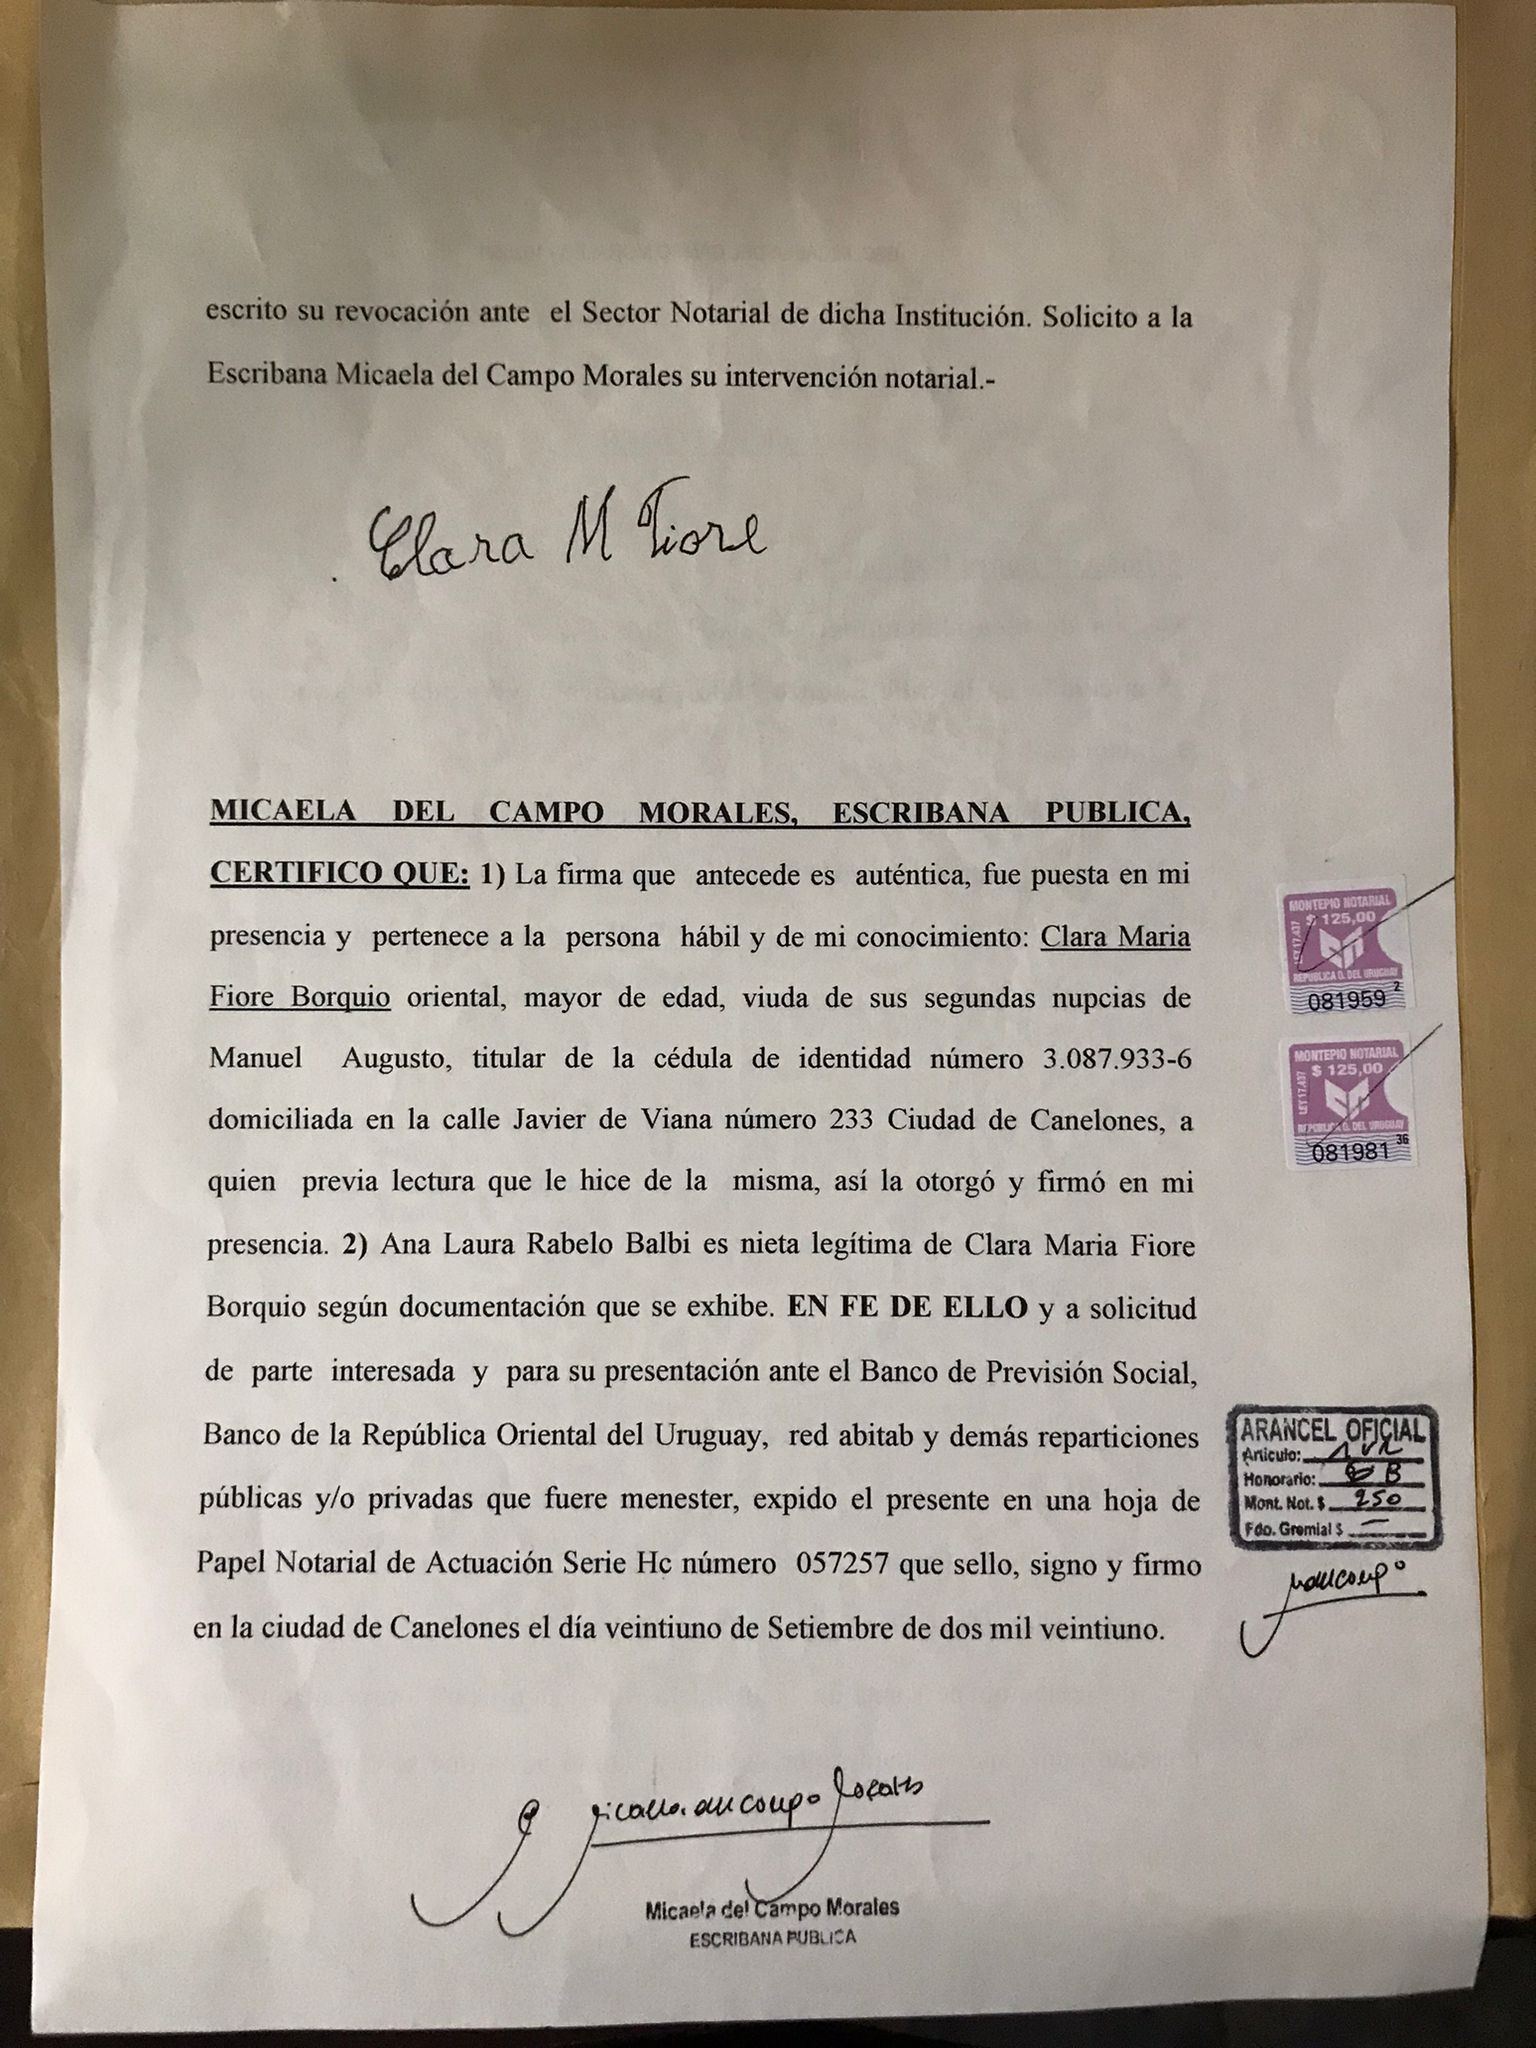 escrito su revocación ante el Sector Notarial de dicha Institución. Solicito a la
Escribana Micaela del Campo Morales su intervención notarial.-
Clara M Fiore
MICAELA DEL CAMPO MORALES, ESCRIBANA PUBLICA,
CERTIFICO QUE: 1) La firma que antecede es auténtica, fue puesta en mi
presencia y pertenece a la persona hábil y de mi conocimiento: Clara Maria
Fiore Borquio oriental, mayor de edad, viuda de sus segundas nupcias de
Manuel Augusto, titular de la cédula de identidad número 3.087.933-6
domiciliada en la calle Javier de Viana número 233 Ciudad de Canelones, a
quien previa lectura que le hice de la misma, así la otorgó y firmó en mi
presencia. 2) Ana Laura Rabelo Balbi es nieta legítima de Clara Maria Fiore
Borquio según documentación que se exhibe. EN FE DE ELLO y a solicitud
de parte interesada y para su presentación ante el Banco de Previsión Social,
Banco de la República Oriental del Uruguay, red abitab y demás reparticiones
públicas y/o privadas que fuere menester, expido el presente en una hoja de
Papel Notarial de Actuación Serie Hc número 057257 que sello, signo y firmo
en la ciudad de Canelones el día veintiuno de Setiembre de dos mil veintiuno.
MONTEPIO NOTARIAL
$ 125,00
LEY 17.437
REPUBLICA O. DEL URUGUAY
081959 2
MONTEPIO NOTARIAL
$ 125,00
LEY 17.437
REPUBLICA O. DEL URUGUAY
081981 36
ARANCEL OFICIAL
Artículo:
Honorario:
Mont. Not. $ 250
Fdo. Gremial $ —
Micaela del Campo Morales
Micaela del Campo Morales
ESCRIBANA PUBLICA